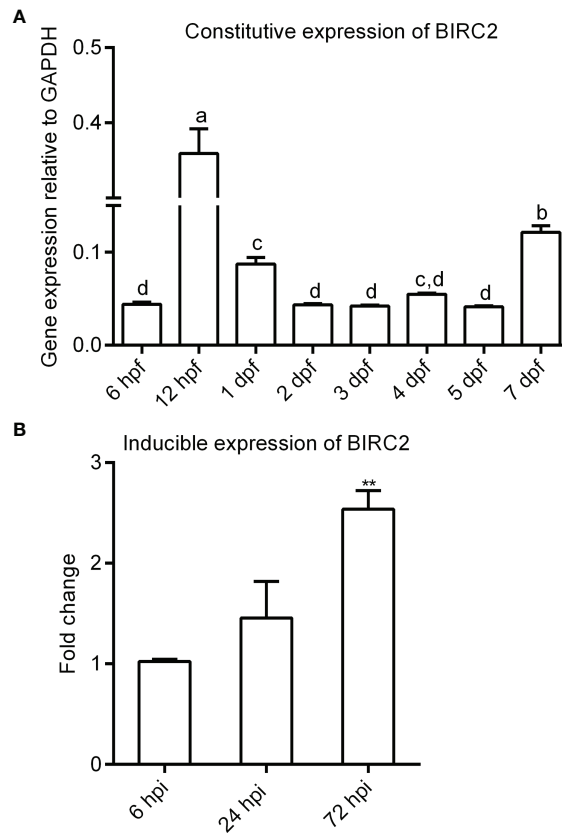 A
Constitutive expression of BIRC2
Gene expression relative to GAPDH
0.5
0.4
0.1
0.0
a
b
c
d
d
d
c,d
d
6 hpf
12 hpf
1 dpf
2 dpf
3 dpf
4 dpf
5 dpf
7 dpf
B
Inducible expression of BIRC2
Fold change
3
2
1
0
**
6 hpi
24 hpi
72 hpi